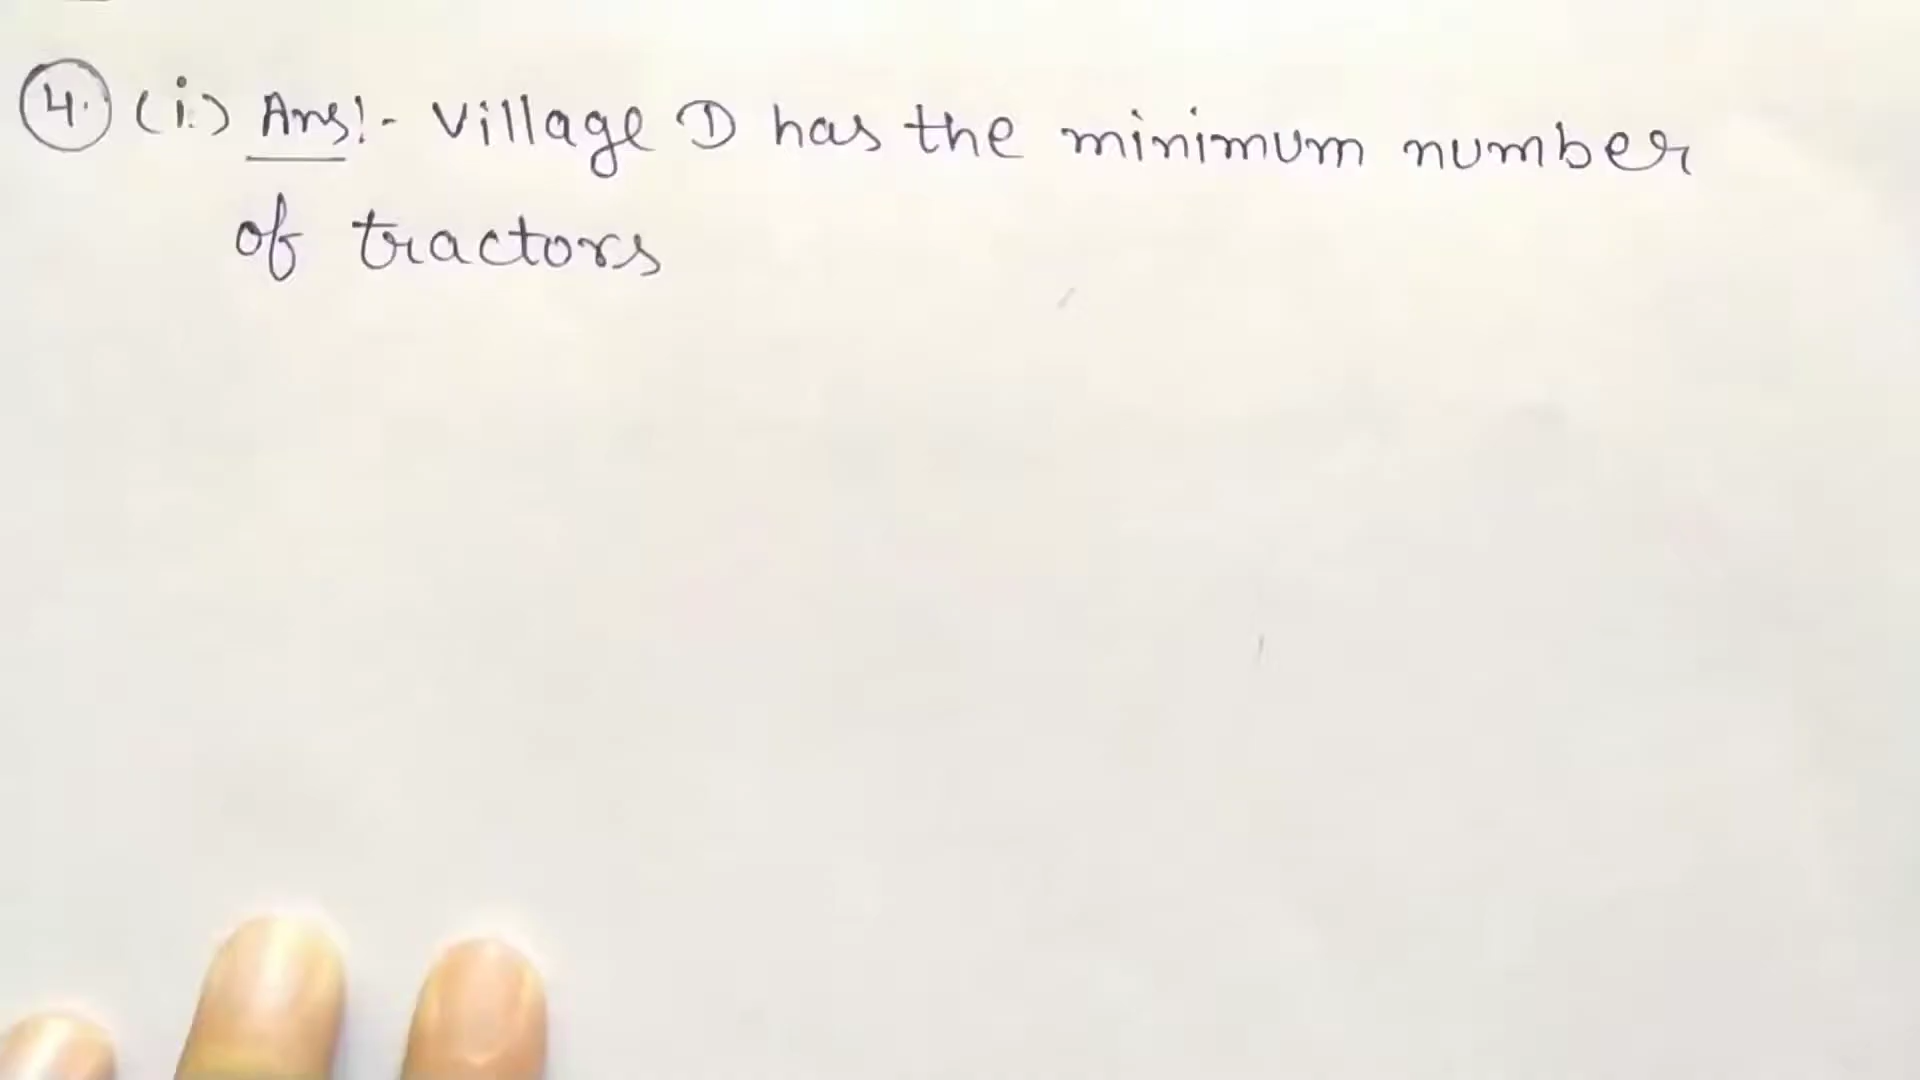 4. (i.) Ans:- Village D has the minimum number
of tractors